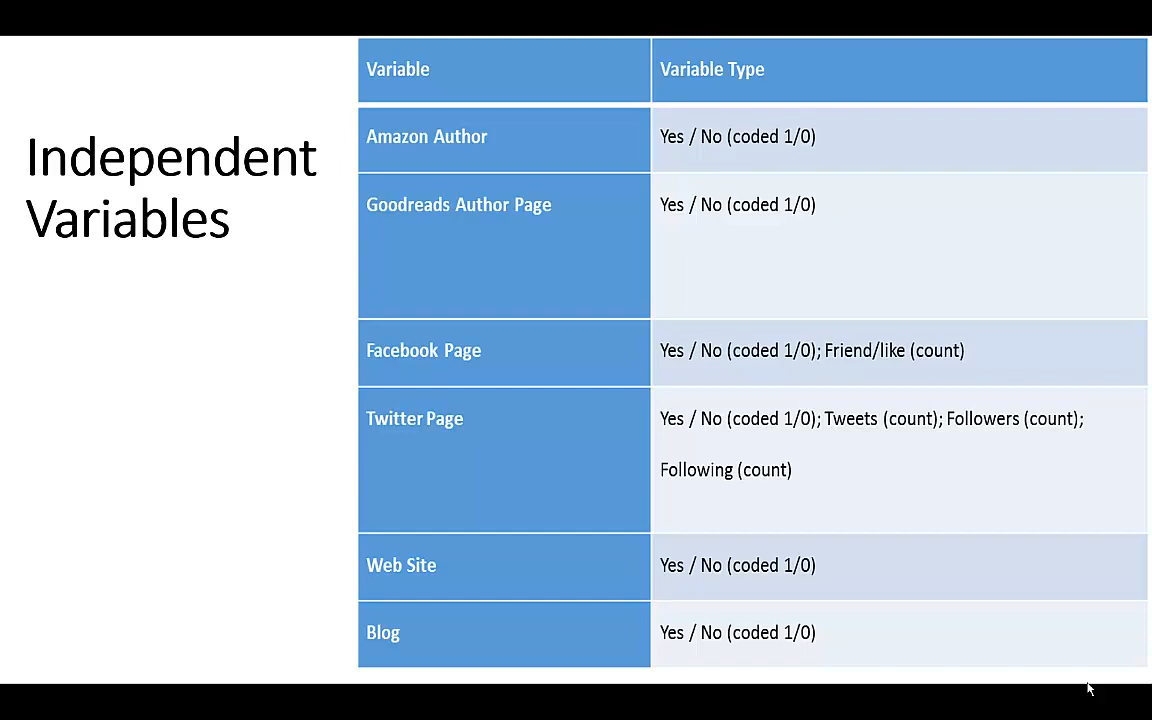 Independent
Variables
Variable
Variable Type
Amazon Author
Yes / No (coded 1/0)
Goodreads Author Page
Yes / No (coded 1/0)
Facebook Page
Yes / No (coded 1/0); Friend/like (count)
Twitter Page
Yes / No (coded 1/0); Tweets (count); Followers (count);
Following (count)
Web Site
Yes / No (coded 1/0)
Blog
Yes / No (coded 1/0)